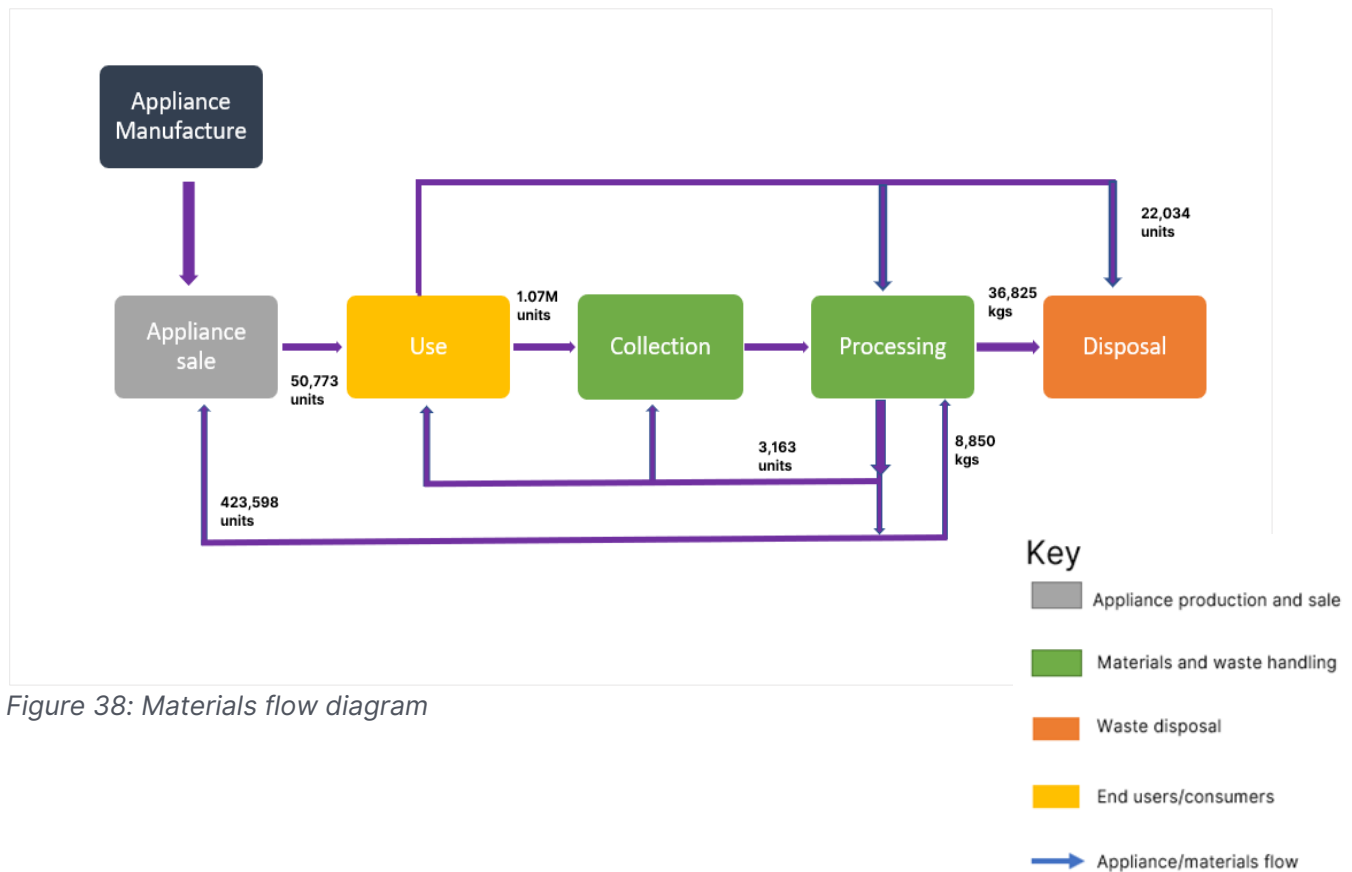 Appliance
Manufacture
22,034
units
1.07M
units
36,825
kgs
Appliance
sale
Use
Collection
Processing
Disposal
50,773
units
3,163
units
8,850
kgs
423,598
units
Key
Appliance production and sale
Materials and waste handling
Waste disposal
End users/consumers
Appliance/materials flow
Figure 38: Materials flow diagram